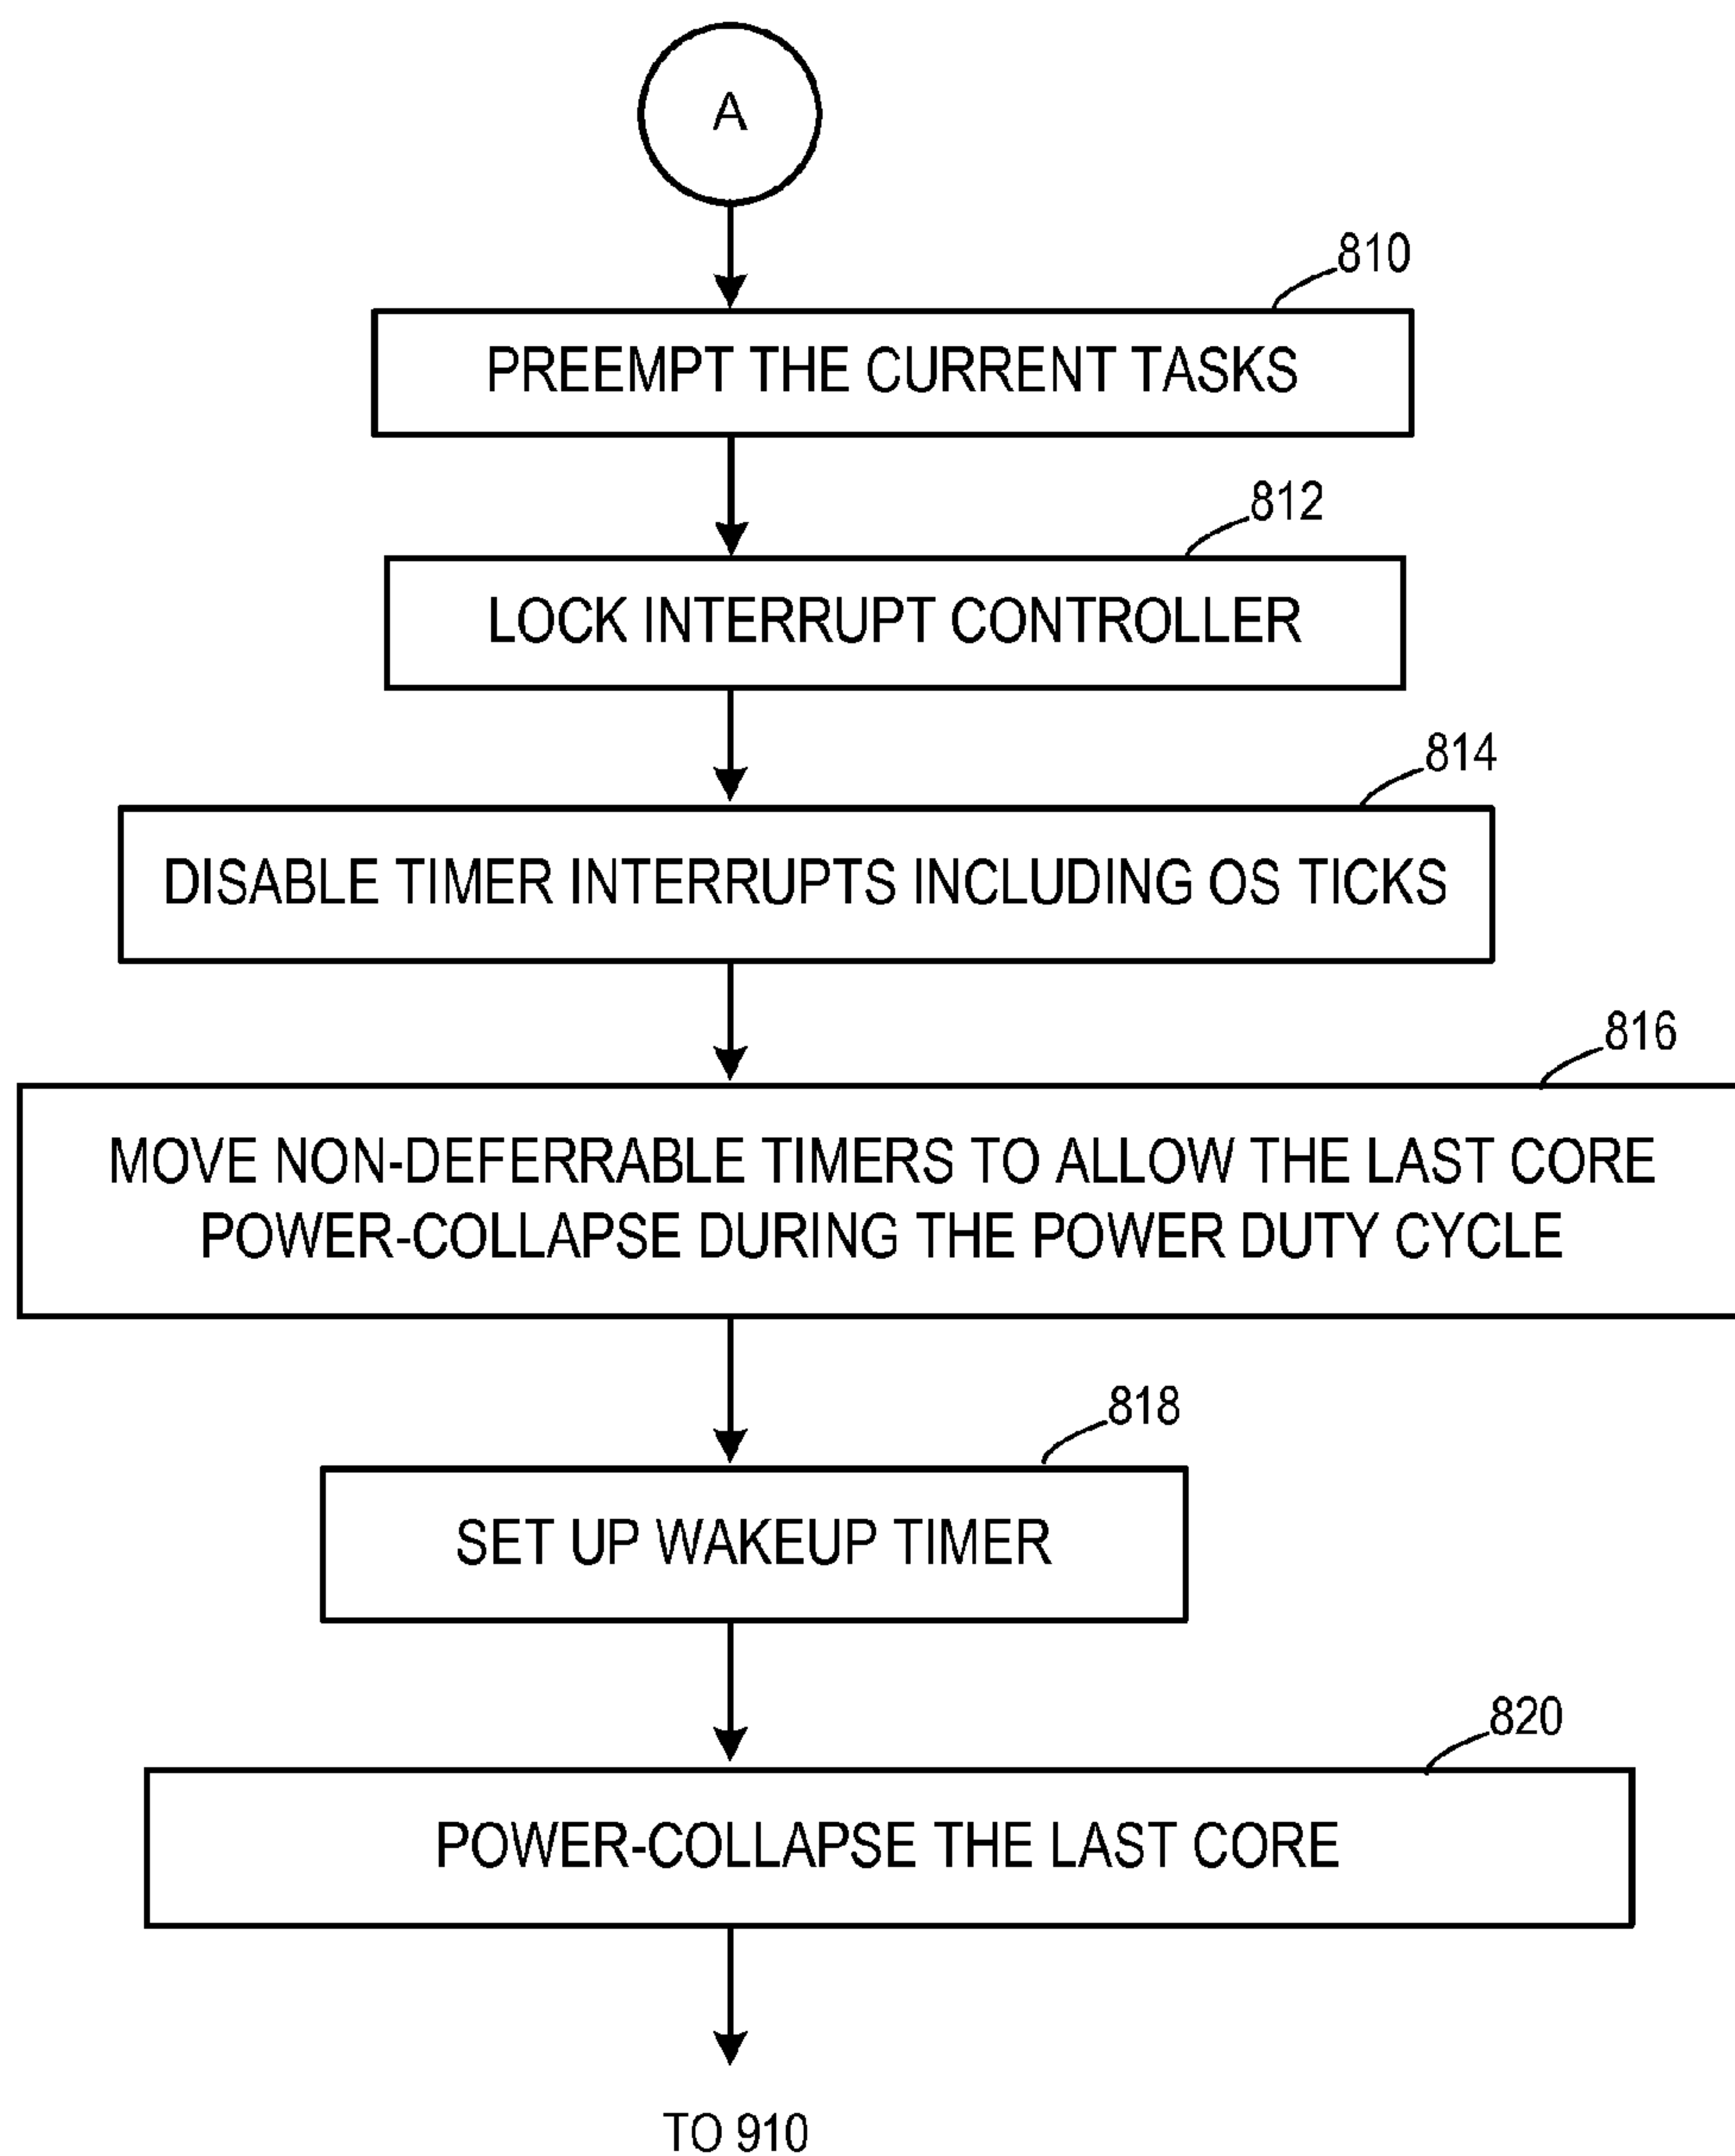 A
810
PREEMPT THE CURRENT TASKS
812
LOCK INTERRUPT CONTROLLER
814
DISABLE TIMER INTERRUPTS INCLUDING OS TICKS
816
MOVE NON-DEFERRABLE TIMERS TO ALLOW THE LAST CORE
POWER-COLLAPSE DURING THE POWER DUTY CYCLE
818
SET UP WAKEUP TIMER
820
POWER-COLLAPSE THE LAST CORE
TO 910